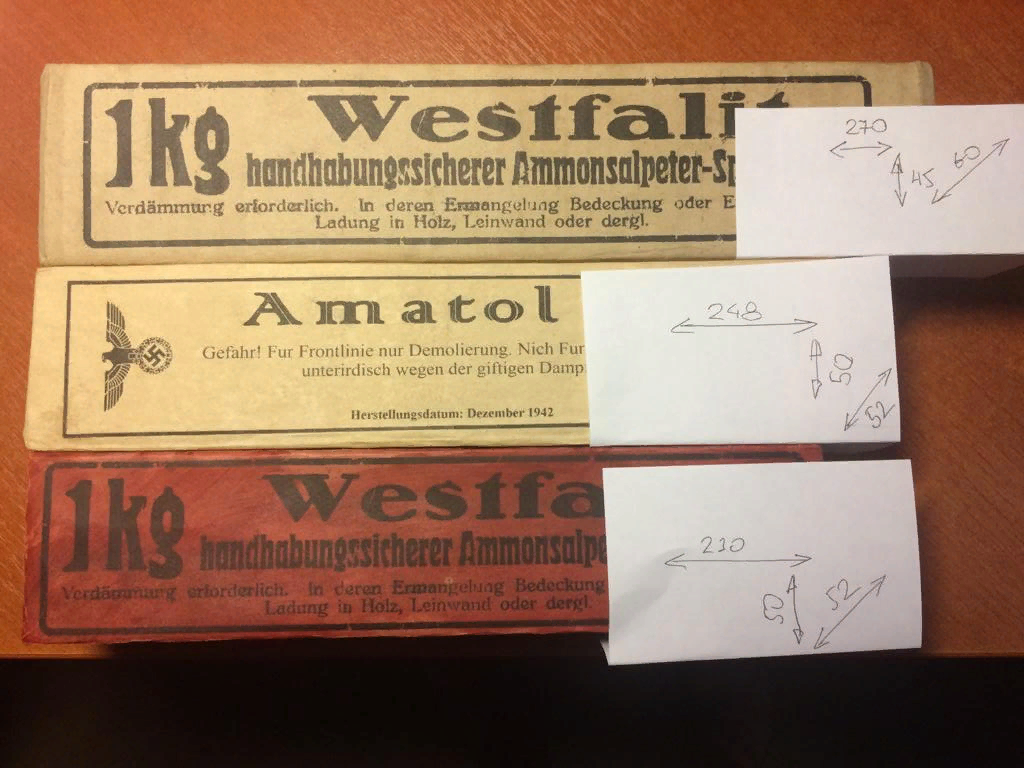 1kg Westfalit
handhabungssicherer Ammonsalpeter-Sp
Verdämmung erforderlich. In deren Ermangelung Bedeckung oder E
Ladung in Holz, Leinwand oder dergl.
270
45
60
Amatol
Gefahr! Fur Frontlinie nur Demolierung. Nich Fur
unterirdisch wegen der giftigen Damp
Herstellungsdatum: Dezember 1942
248
50
52
1kg Westfa
handhabungssicherer Ammonsalpe
Verdämmung erforderlich. In deren Ermangelung Bedeckung
Ladung in Holz, Leinwand oder dergl.
210
50
52